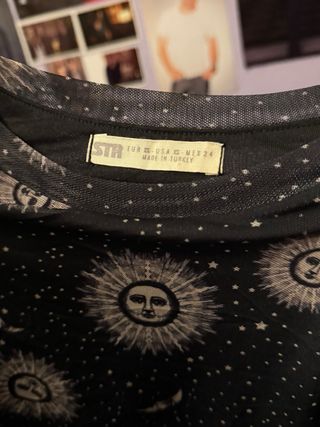 STR EUR XS · USA XS · MEX 24
MADE IN TURKEY